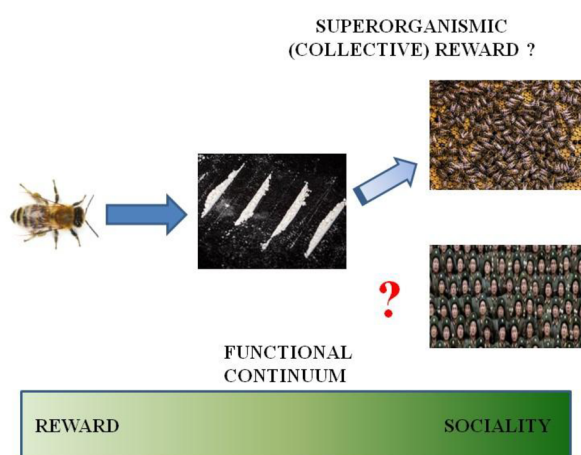 SUPERORGANISMIC
(COLLECTIVE) REWARD ?
?
FUNCTIONAL
CONTINUUM
REWARD
SOCIALITY